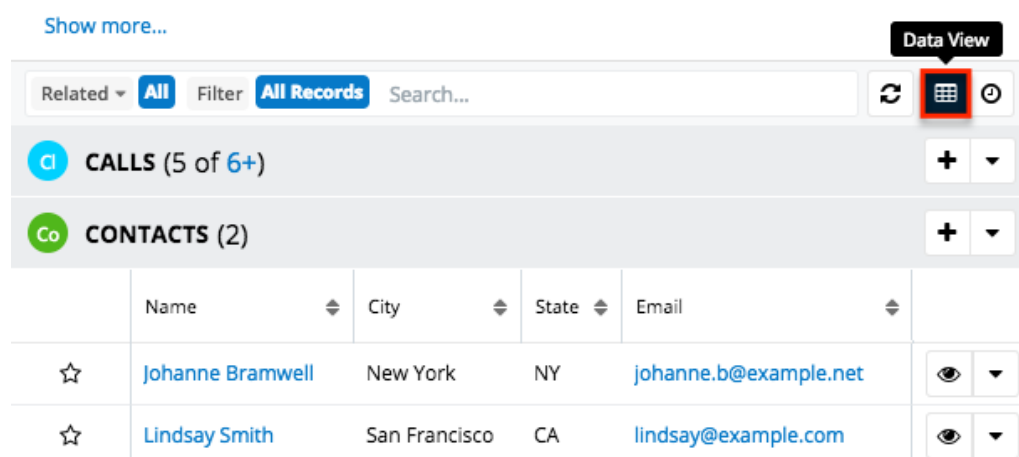 Show more...
Data View
Related All Filter All Records Search...
Cl CALLS (5 of 6+)
Co CONTACTS (2)
Name City State Email
Johanne Bramwell New York NY johanne.b@example.net
Lindsay Smith San Francisco CA lindsay@example.com